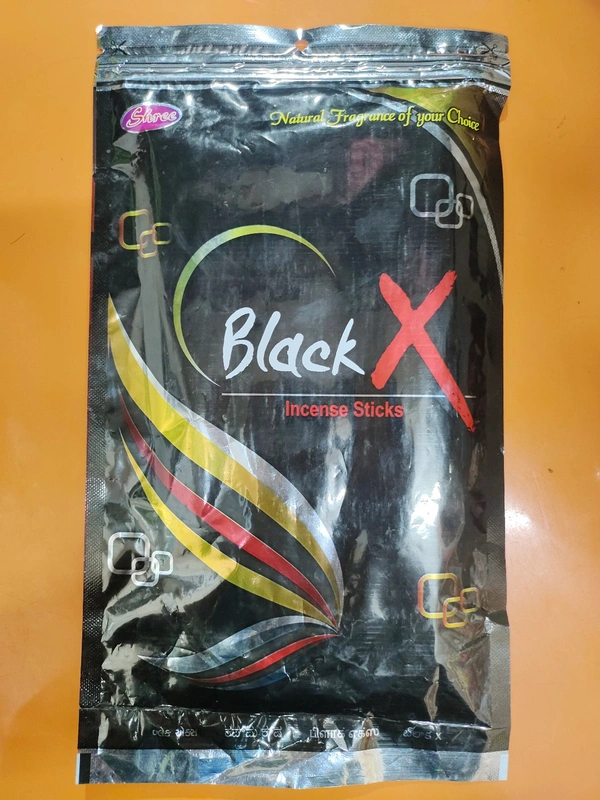 Shree
Natural Fragrance of your Choice
Black X
Incense Sticks
X